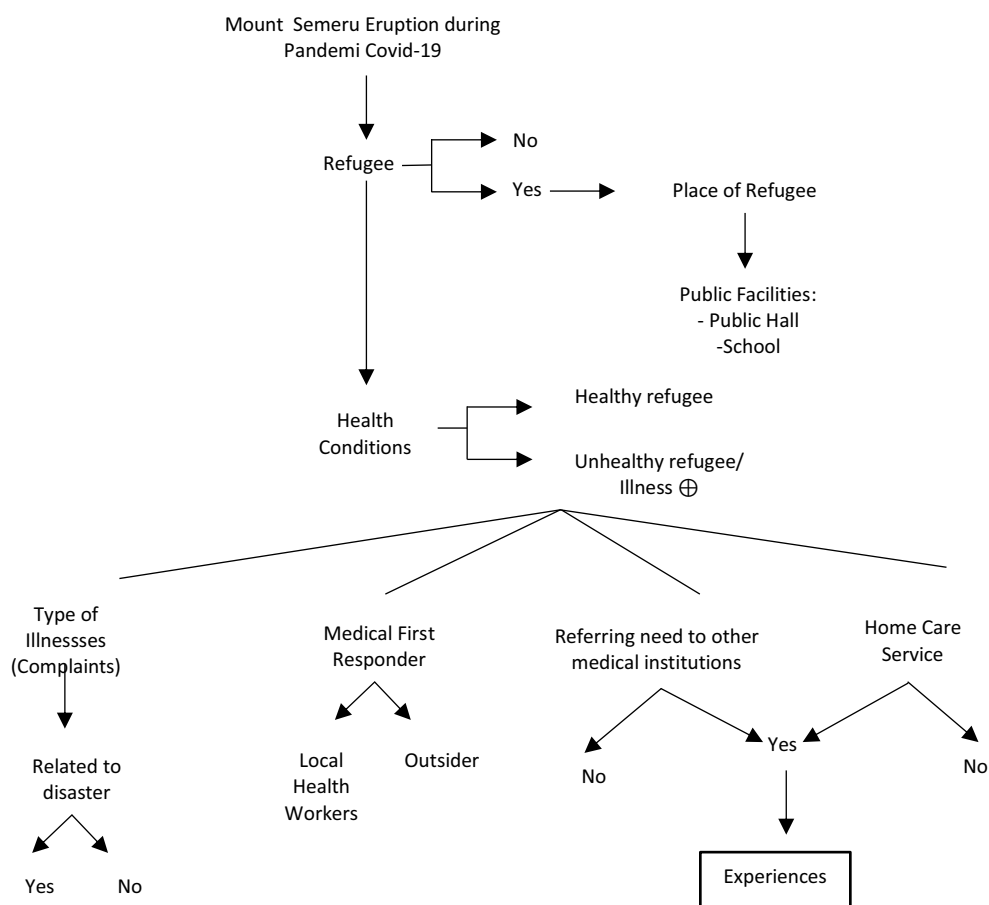 Mount Semeru Eruption during
Pandemi Covid-19
No
Refugee
Yes
Place of Refugee
Public Facilities:
- Public Hall
-School
Healthy refugee
Health
Conditions
Unhealthy refugee/
Illness ⊕
Type of
Illnessses
(Complaints)
Medical First
Responder
Referring need to other
medical institutions
Home Care
Service
Related to
disaster
Local
Health
Workers
Outsider
No
Yes
No
Yes
No
Experiences